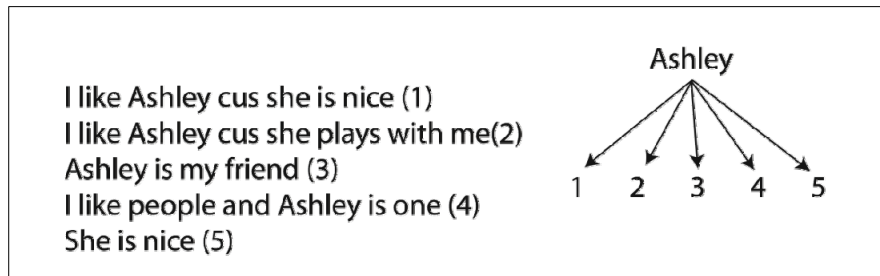 I like Ashley cus she is nice (1)
I like Ashley cus she plays with me(2)
Ashley is my friend (3)
I like people and Ashley is one (4)
She is nice (5)
Ashley
1 2 3 4 5